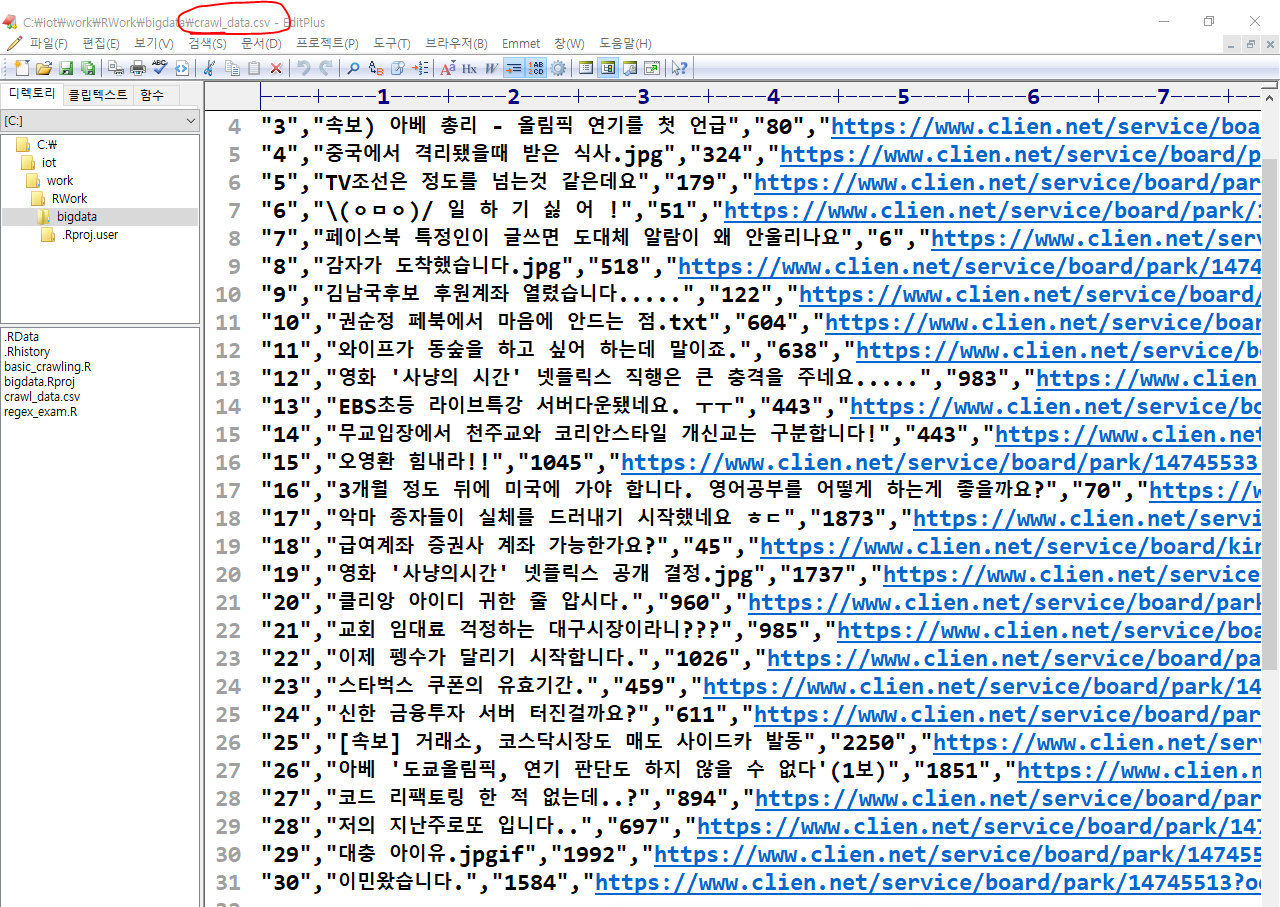 C:₩iot₩work₩RWork₩bigdata₩crawl_data.csv - EditPlus
파일(F) 편집(E) 보기(V) 검색(S) 문서(D) 프로젝트(P) 도구(T) 브라우저(B) Emmet 창(W) 도움말(H)
디렉토리 클립텍스트 함수
[C:]
C:₩
iot
work
RWork
bigdata
.Rproj.user
.RData
.Rhistory
basic_crawling.R
bigdata.Rproj
crawl_data.csv
regex_exam.R
----+----1----+----2----+----3----+----4----+----5----+----6----+----7----+--
4 "3","속보) 아베 총리 - 올림픽 연기를 첫 언급","80","https://www.clien.net/service/boa
5 "4","중국에서 격리됐을때 받은 식사.jpg","324","https://www.clien.net/service/board/p
6 "5","TV조선은 정도를 넘는것 같은데요","179","https://www.clien.net/service/board/par
7 "6","\(ㅇㅁㅇ)/ 일 하 기 싫 어 !","51","https://www.clien.net/service/board/park/1
8 "7","페이스북 특정인이 글쓰면 도대체 알람이 왜 안울리나요","6","https://www.clien.net/serv
9 "8","감자가 도착했습니다.jpg","518","https://www.clien.net/service/board/park/1474
10 "9","김남국후보 후원계좌 열렸습니다.....","122","https://www.clien.net/service/board/
11 "10","권순정 페북에서 마음에 안드는 점.txt","604","https://www.clien.net/service/boar
12 "11","와이프가 동숲을 하고 싶어 하는데 말이죠.","638","https://www.clien.net/service/b
13 "12","영화 '사냥의 시간' 넷플릭스 직행은 큰 충격을 주네요.....","983","https://www.clien
14 "13","EBS초등 라이브특강 서버다운됐네요. ㅜㅜ","443","https://www.clien.net/service/bo
15 "14","무교입장에서 천주교와 코리안스타일 개신교는 구분합니다!","443","https://www.clien.net
16 "15","오영환 힘내라!!","1045","https://www.clien.net/service/board/park/14745533
17 "16","3개월 정도 뒤에 미국에 가야 합니다. 영어공부를 어떻게 하는게 좋을까요?","70","https://w
18 "17","악마 종자들이 실체를 드러내기 시작했네요 ㅎㄷ","1873","https://www.clien.net/servi
19 "18","급여계좌 증권사 계좌 가능한가요?","45","https://www.clien.net/service/board/kin
20 "19","영화 '사냥의시간' 넷플릭스 공개 결정.jpg","1737","https://www.clien.net/service
21 "20","클리앙 아이디 귀한 줄 압시다.","960","https://www.clien.net/service/board/park
22 "21","교회 임대료 걱정하는 대구시장이라니???","985","https://www.clien.net/service/boa
23 "22","이제 펭수가 달리기 시작합니다.","1026","https://www.clien.net/service/board/pa
24 "23","스타벅스 쿠폰의 유효기간.","459","https://www.clien.net/service/board/park/14
25 "24","신한 금융투자 서버 터진걸까요?","611","https://www.clien.net/service/board/par
26 "25","[속보] 거래소, 코스닥시장도 매도 사이드카 발동","2250","https://www.clien.net/ser
27 "26","아베 '도쿄올림픽, 연기 판단도 하지 않을 수 없다'(1보)","1851","https://www.clien.n
28 "27","코드 리팩토링 한 적 없는데..?","894","https://www.clien.net/service/board/par
29 "28","저의 지난주로또 입니다..","697","https://www.clien.net/service/board/park/147
30 "29","대충 아이유.jpgif","1992","https://www.clien.net/service/board/park/147455
31 "30","이민왔습니다.","1584","https://www.clien.net/service/board/park/14745513?o